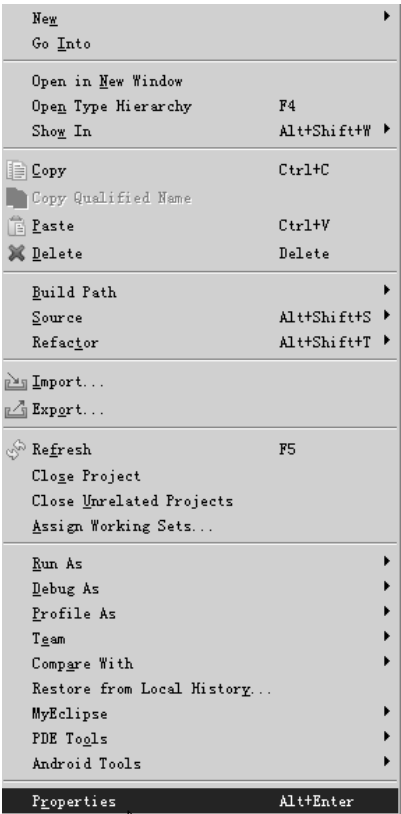 New
Go Into
Open in New Window
Open Type Hierarchy F4
Show In Alt+Shift+W
Copy Ctrl+C
Copy Qualified Name
Paste Ctrl+V
Delete Delete
Build Path
Source Alt+Shift+S
Refactor Alt+Shift+T
Import...
Export...
Refresh F5
Close Project
Close Unrelated Projects
Assign Working Sets...
Run As
Debug As
Profile As
Team
Compare With
Restore from Local History...
MyEclipse
PDE Tools
Android Tools
Properties Alt+Enter